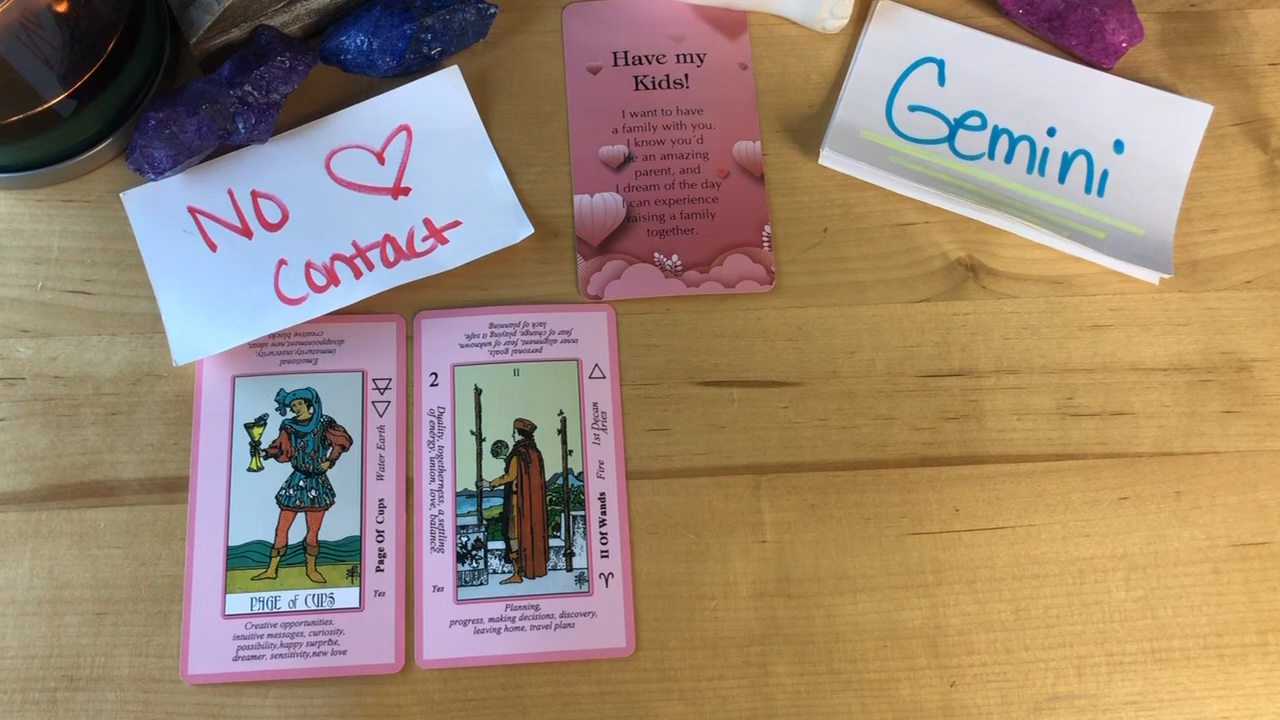 No
Contact
Have my
Kids!
I want to have
a family with you.
I know you'd
be an amazing
parent, and
I dream of the day
I can experience
raising a family
together.
Gemini
Emotional
immaturity,insecurity,
disappointment,new ideas,
creative blocks
Water Earth
Page Of Cups
Yes
PAGE of CUPS
Creative opportunities,
intuitive messages, curiosity,
possibility,happy surprise,
dreamer, sensitivity,new love
personal goals,
inner alignment, fear of unknown,
fear of change, playing it safe,
lack of planning
2
Duality, togetherness, a settling
of energy, union, love, balance.
Yes
II
1st Decan
Aries
Fire
II Of Wands
Planning,
progress, making decisions, discovery,
leaving home, travel plans